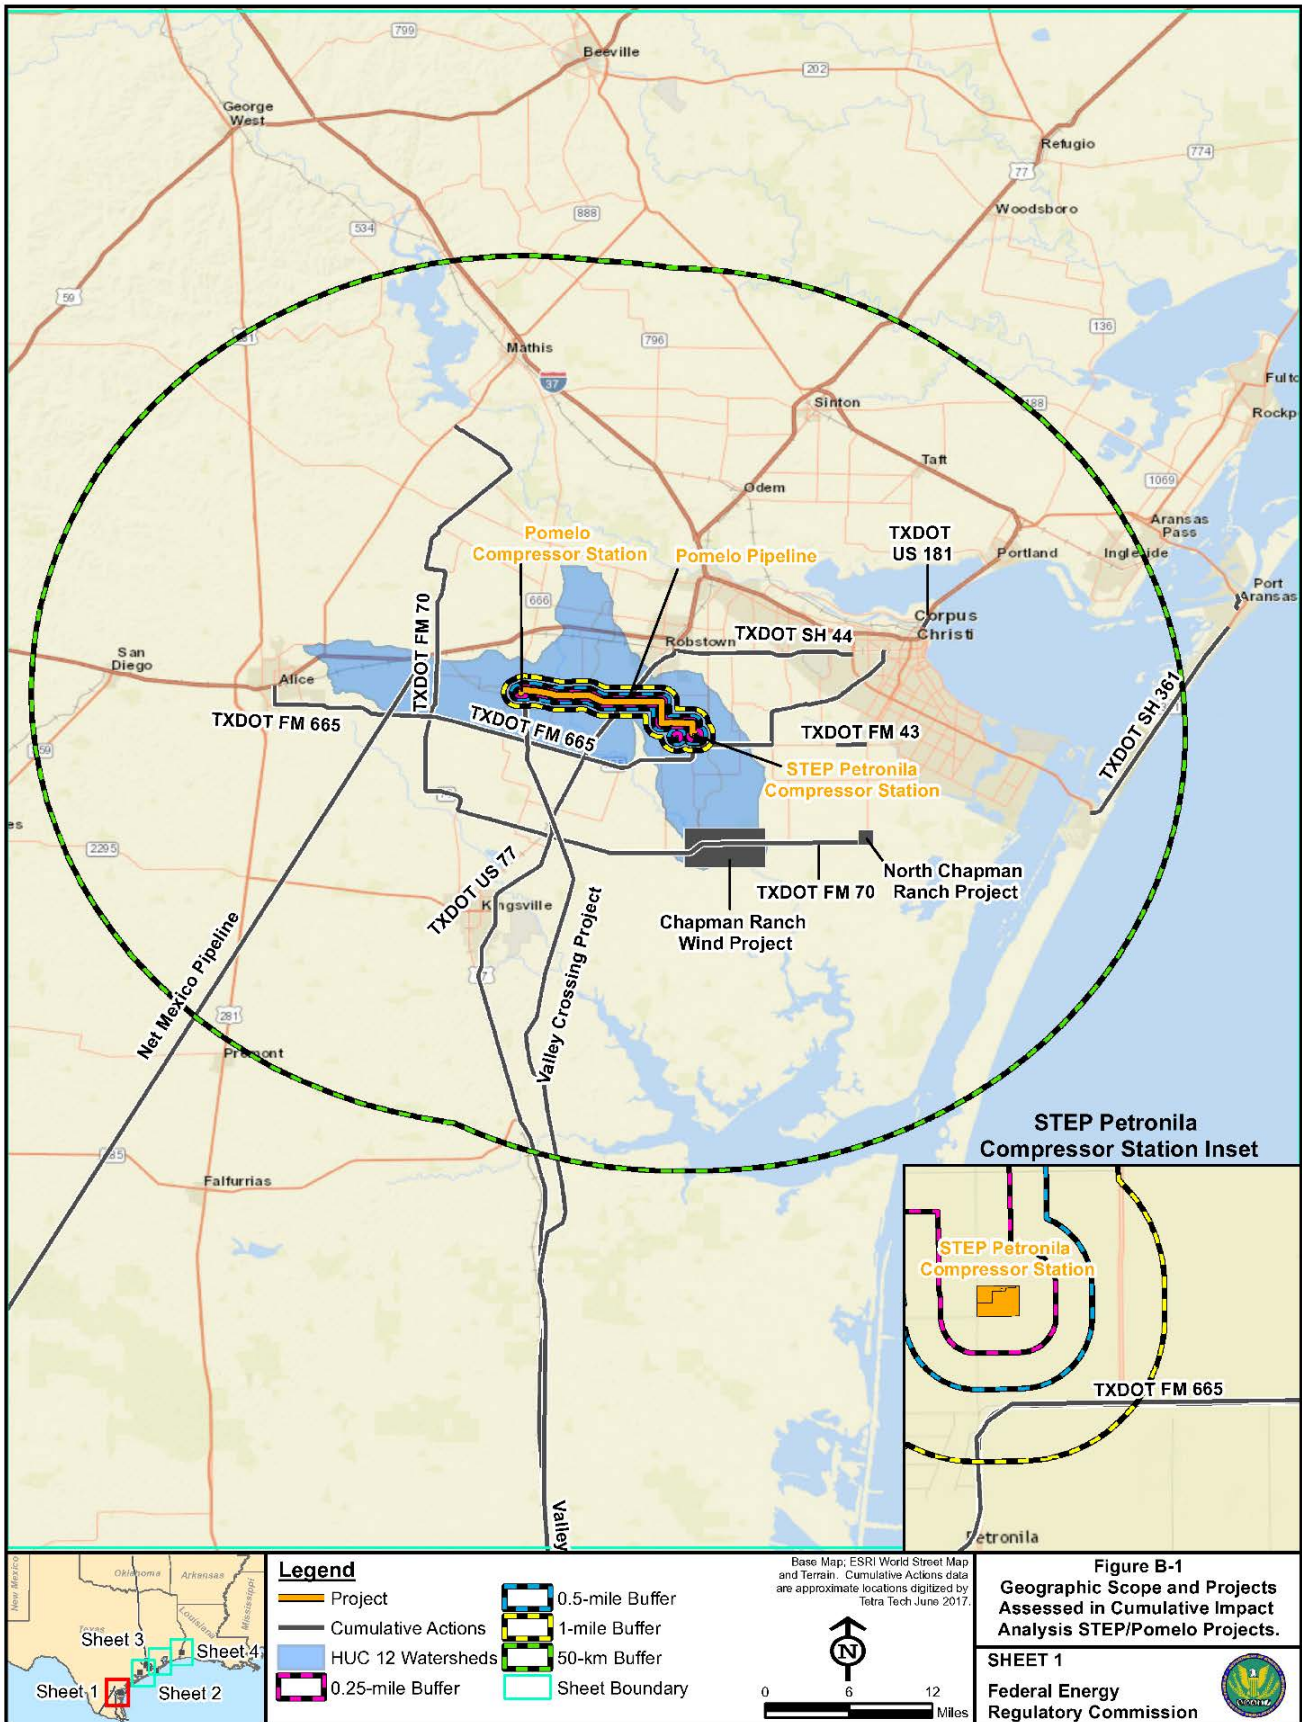 799
Beeville
202
George
West
Refugio
774
77
Woodsboro
888
534
59
281
136
Mathis
796
37
Fulto
Sinton
188
Rockp
Taft
Odem
1069
Aransas
Pass
Pomelo
Compressor Station
Pomelo Pipeline
TXDOT
US 181
Portland
Ingleside
Port
Aransas
666
Corpus
Christi
TXDOT FM 70
Robstown
TXDOT SH 44
San
Diego
Alice
TXDOT FM 665
TXDOT FM 665
TXDOT FM 43
TXDOT SH 361
359
STEP Petronila
Compressor Station
es
2295
TXDOT US 77
Kingsville
North Chapman
Ranch Project
TXDOT FM 70
Chapman Ranch
Wind Project
Net Mexico Pipeline
Valley Crossing Project
281
Premont
285
Falfurrias
Valley
STEP Petronila
Compressor Station Inset
STEP Petronila
Compressor Station
TXDOT FM 665
Petronila
New Mexico
Oklahoma
Arkansas
Mississippi
Texas
Louisiana
Sheet 3
Sheet 4
Sheet 1
Sheet 2
Legend
Project
Cumulative Actions
HUC 12 Watersheds
0.25-mile Buffer
0.5-mile Buffer
1-mile Buffer
50-km Buffer
Sheet Boundary
Base Map; ESRI World Street Map
and Terrain. Cumulative Actions data
are approximate locations digitized by
Tetra Tech June 2017.
N
0 6 12
Miles
Figure B-1
Geographic Scope and Projects
Assessed in Cumulative Impact
Analysis STEP/Pomelo Projects.
SHEET 1
Federal Energy
Regulatory Commission